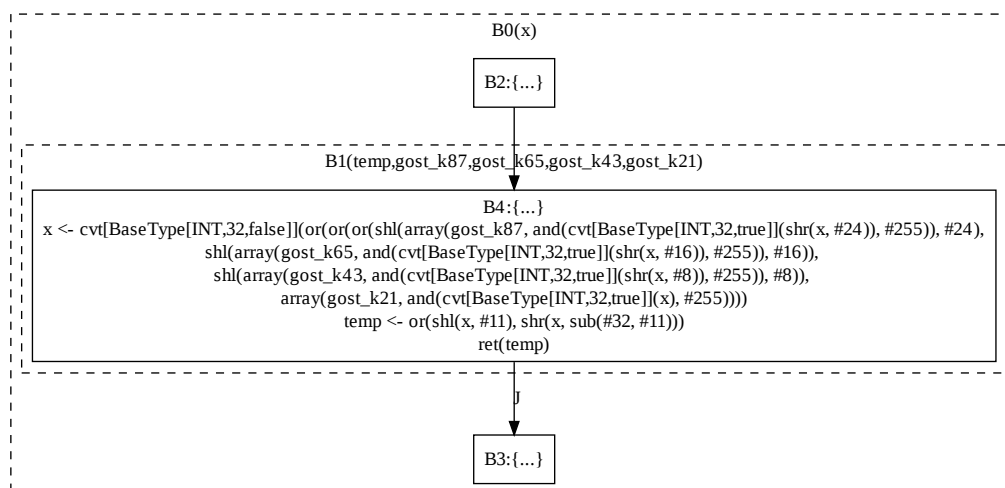 B0(x)
B2:{...}
B1(temp,gost_k87,gost_k65,gost_k43,gost_k21)
B4:{...}
x <- cvt[BaseType[INT,32,false]](or(or(or(shl(array(gost_k87, and(cvt[BaseType[INT,32,true]](shr(x, #24)), #255)), #24),
shl(array(gost_k65, and(cvt[BaseType[INT,32,true]](shr(x, #16)), #255)), #16)),
shl(array(gost_k43, and(cvt[BaseType[INT,32,true]](shr(x, #8)), #255)), #8)),
array(gost_k21, and(cvt[BaseType[INT,32,true]](x), #255))))
temp <- or(shl(x, #11), shr(x, sub(#32, #11)))
ret(temp)
J
B3:{...}